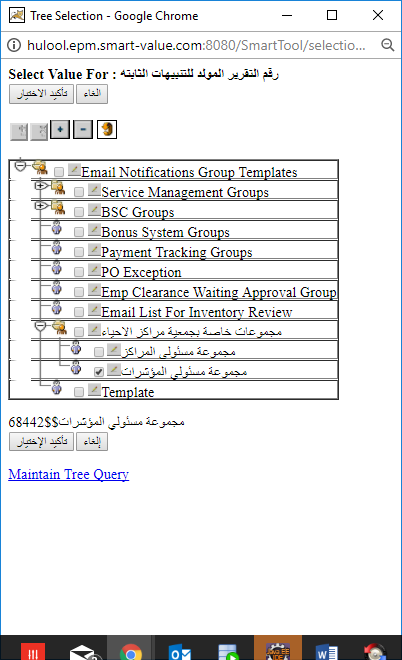 Tree Selection - Google Chrome
hulool.epm.smart-value.com:8080/SmartTool/selectio...
Select Value For : رقم التقرير المولد للتنبيهات الثابته
تأكيد الاختيار الغاء
Email Notifications Group Templates
Service Management Groups
BSC Groups
Bonus System Groups
Payment Tracking Groups
PO Exception
Emp Clearance Waiting Approval Group
Email List For Inventory Review
مجموعات خاصة بجمعية مراكز الاحياء
مجموعة مسئولى المراكز
مجموعة مسئولي المؤشرات
Template
68442$$مجموعة مسئولي المؤشرات
تأكيد الإختيار إلغاء
Maintain Tree Query